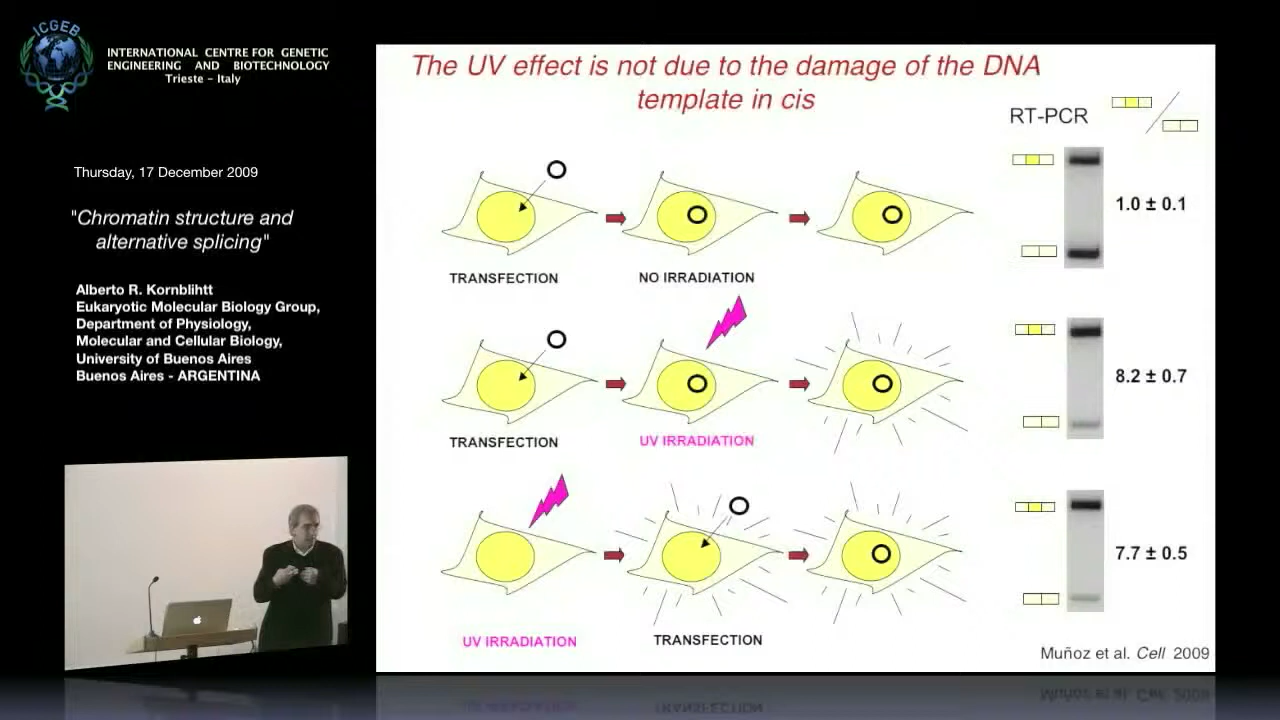 ICGEB
INTERNATIONAL CENTRE FOR GENETIC
ENGINEERING AND BIOTECHNOLOGY
Trieste - Italy
Thursday, 17 December 2009
"Chromatin structure and
alternative splicing"
Alberto R. Kornblihtt
Eukaryotic Molecular Biology Group,
Department of Physiology,
Molecular and Cellular Biology,
University of Buenos Aires
Buenos Aires - ARGENTINA
The UV effect is not due to the damage of the DNA
template in cis
RT-PCR
1.0 ± 0.1
TRANSFECTION
NO IRRADIATION
8.2 ± 0.7
TRANSFECTION
UV IRRADIATION
7.7 ± 0.5
UV IRRADIATION
TRANSFECTION
Muñoz et al. Cell 2009